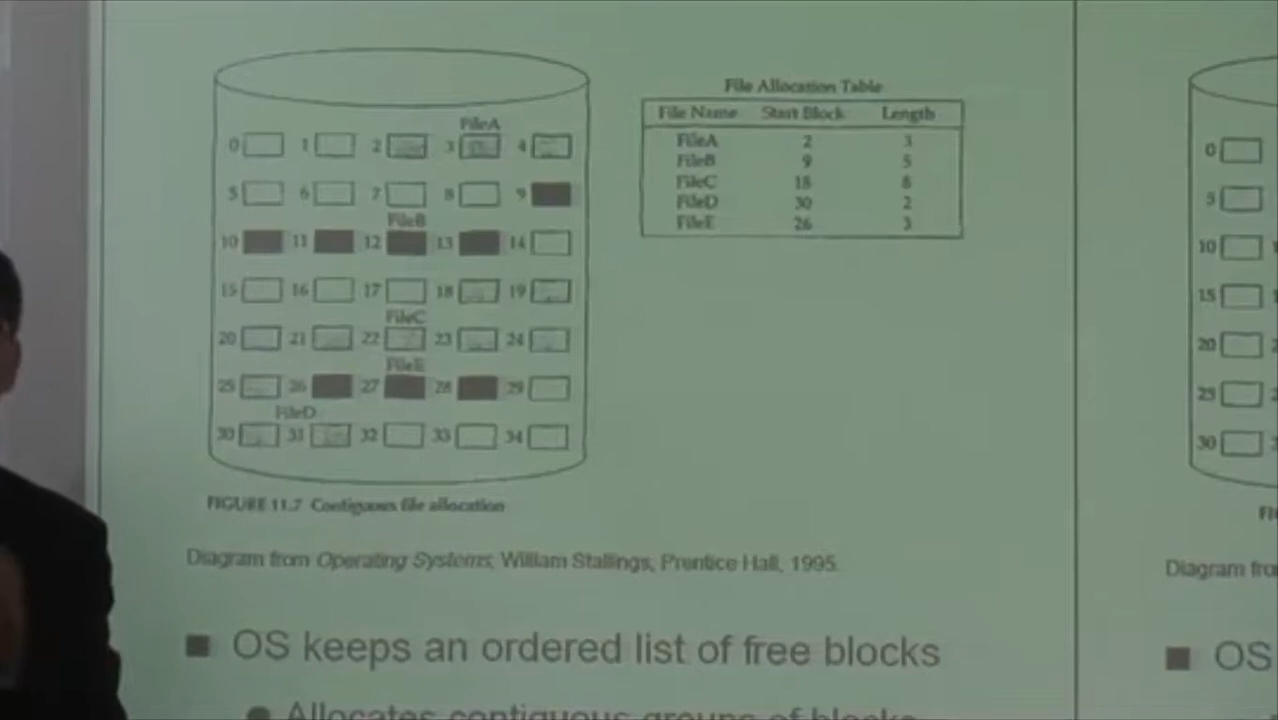 File Allocation Table
File Name Start Block Length
FileA 2 3
FileB 9 5
FileC 18 8
FileD 30 2
FileE 26 3
FileA
0 1 2 3 4
5 6 7 8 9
FileB
10 11 12 13 14
15 16 17 18 19
FileC
20 21 22 23 24
FileE
25 26 27 28 29
FileD
30 31 32 33 34
FIGURE 11.7 Contiguous file allocation
Diagram from Operating Systems, William Stallings, Prentice Hall, 1995.
OS keeps an ordered list of free blocks
Allocates contiguous groups of blocks
0
5
10
15
20
25
30
Diagram fro
OS